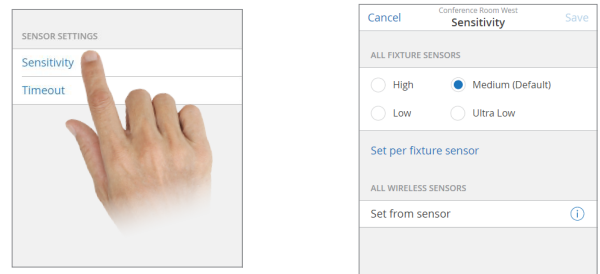 SENSOR SETTINGS
Sensitivity
Timeout
Cancel
Conference Room West
Sensitivity
Save
ALL FIXTURE SENSORS
High
Medium (Default)
Low
Ultra Low
Set per fixture sensor
ALL WIRELESS SENSORS
Set from sensor